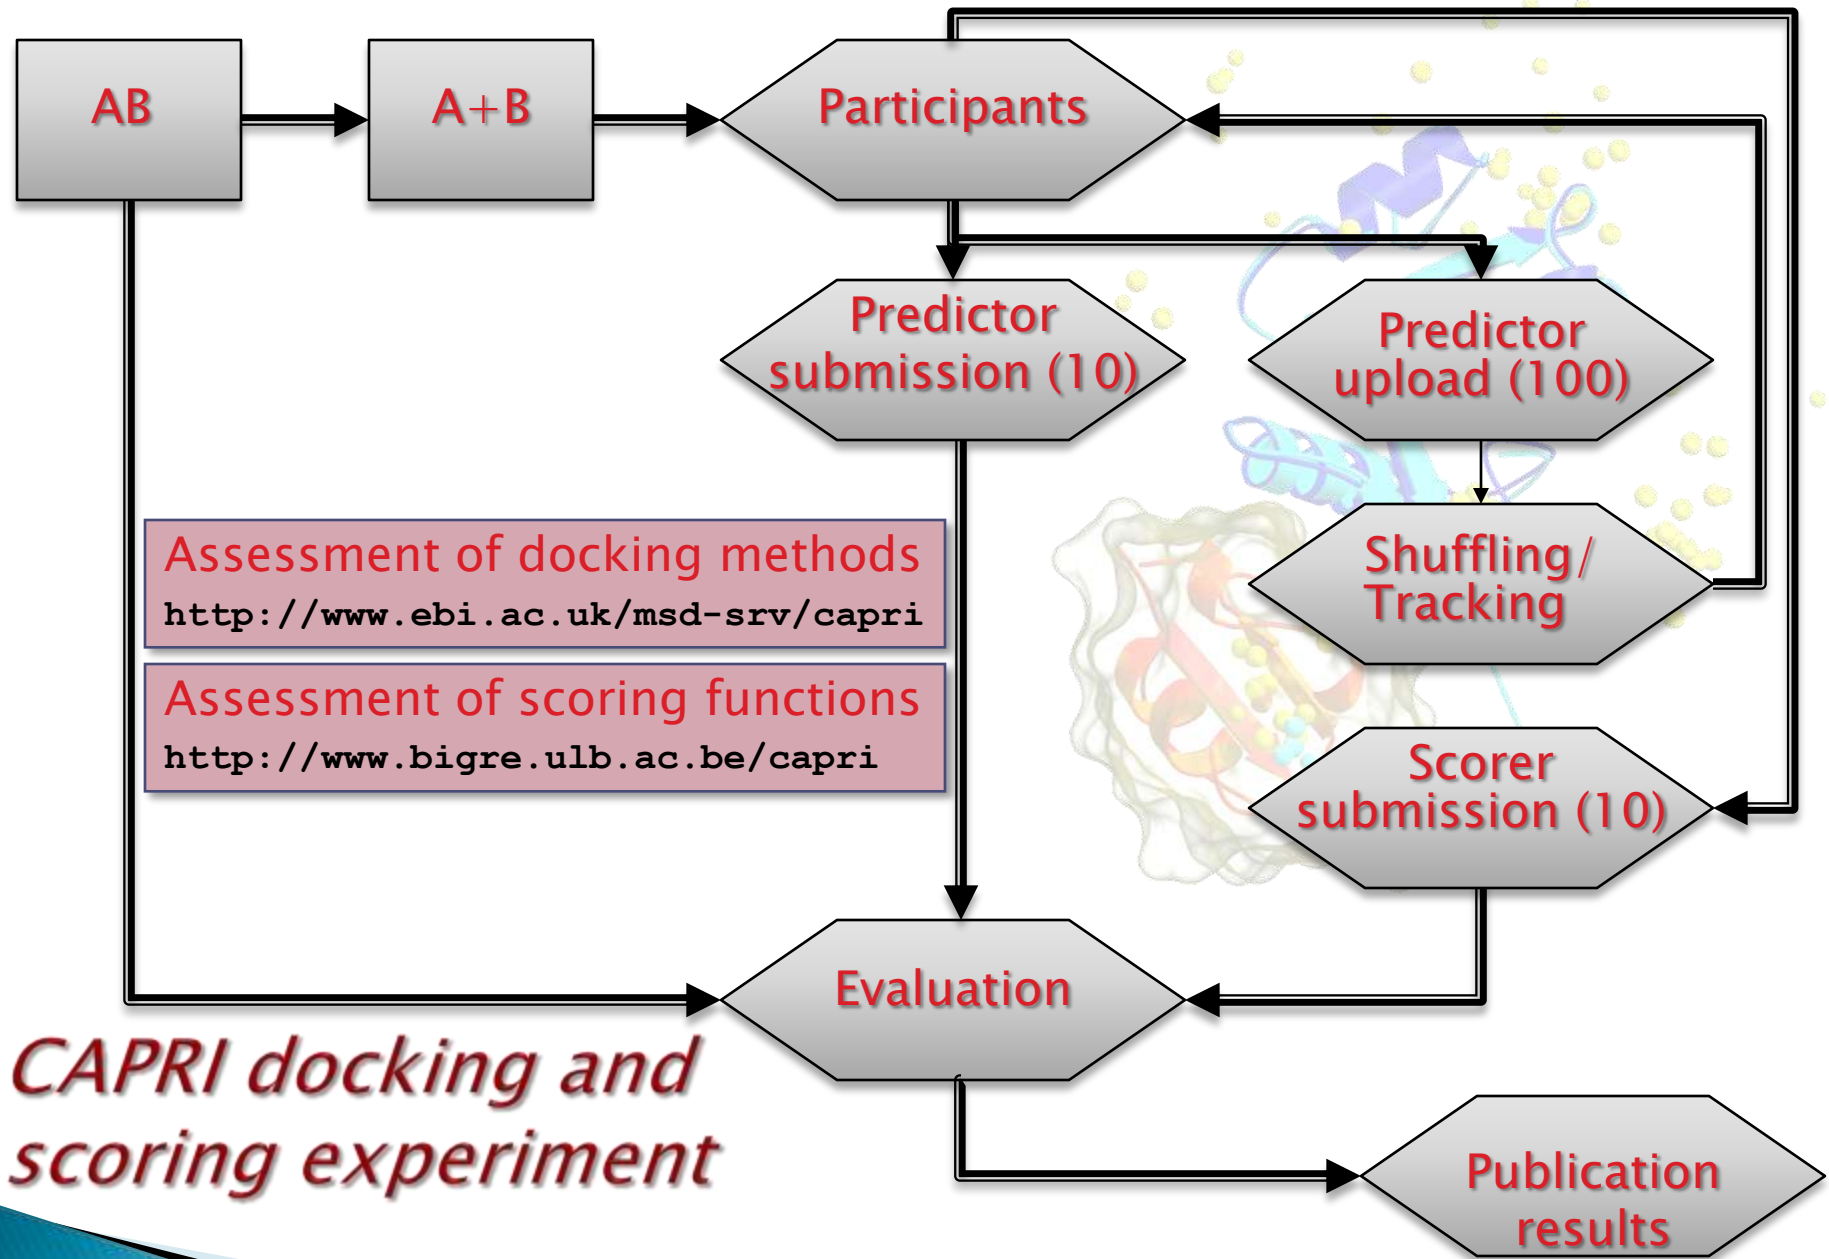 AB
A+B
Participants
Predictor
submission (10)
Predictor
upload (100)
Assessment of docking methods
http://www.ebi.ac.uk/msd-srv/capri
Shuffling/
Tracking
Assessment of scoring functions
http://www.bigre.ulb.ac.be/capri
Scorer
submission (10)
Evaluation
CAPRI docking and
scoring experiment
Publication
results